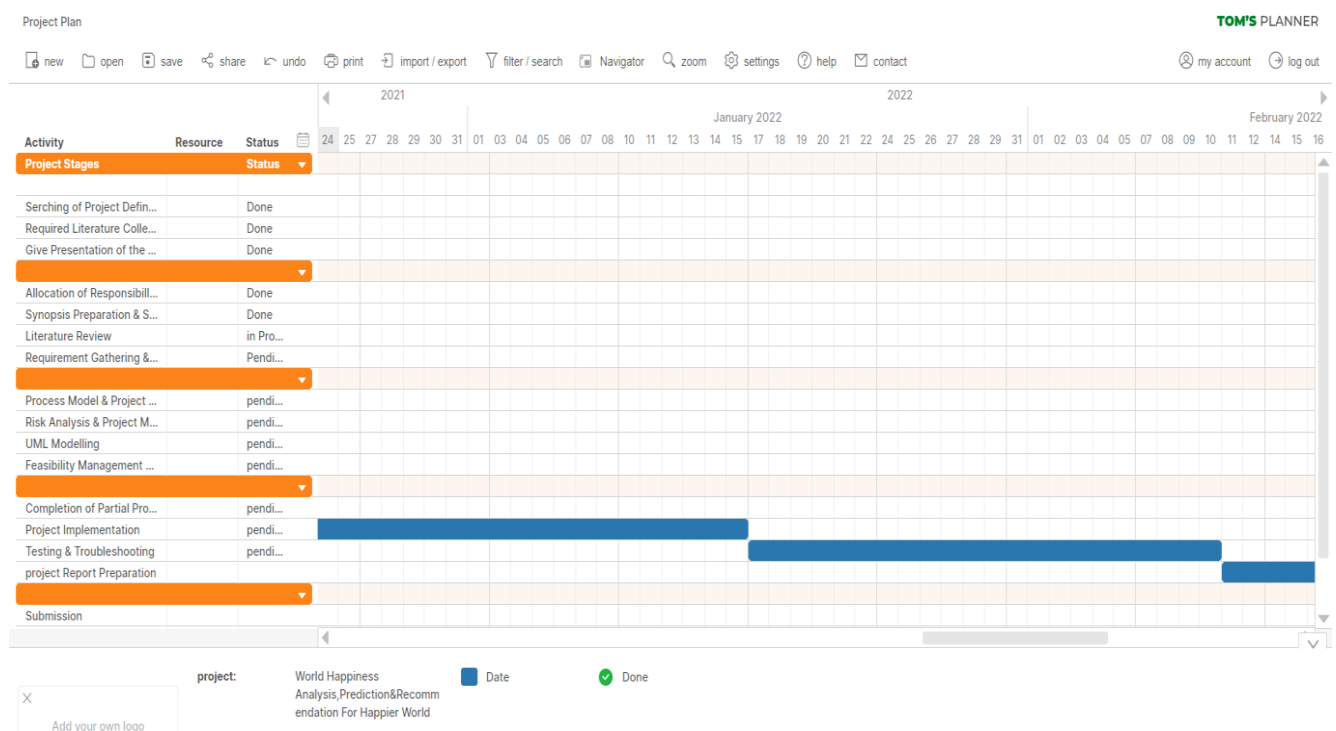 Project Plan
TOM'S PLANNER
new open save share undo print import / export filter / search Navigator zoom settings help contact my account log out
2021 2022
January 2022 February 2022
Activity Resource Status 24 25 27 28 29 30 31 01 03 04 05 06 07 08 10 11 12 13 14 15 17 18 19 20 21 22 24 25 26 27 28 29 31 01 02 03 04 05 07 08 09 10 11 12 14 15 16
Project Stages Status
Serching of Project Defin... Done
Required Literature Colle... Done
Give Presentation of the ... Done
Allocation of Responsibill... Done
Synopsis Preparation & S... Done
Literature Review in Pro...
Requirement Gathering &... Pendi...
Process Model & Project ... pendi...
Risk Analysis & Project M... pendi...
UML Modelling pendi...
Feasibility Management ... pendi...
Completion of Partial Pro... pendi...
Project Implementation pendi...
Testing & Troubleshooting pendi...
project Report Preparation
Submission
project: World Happiness Date Done
Analysis,Prediction&Recomm
endation For Happier World
X
Add your own logo